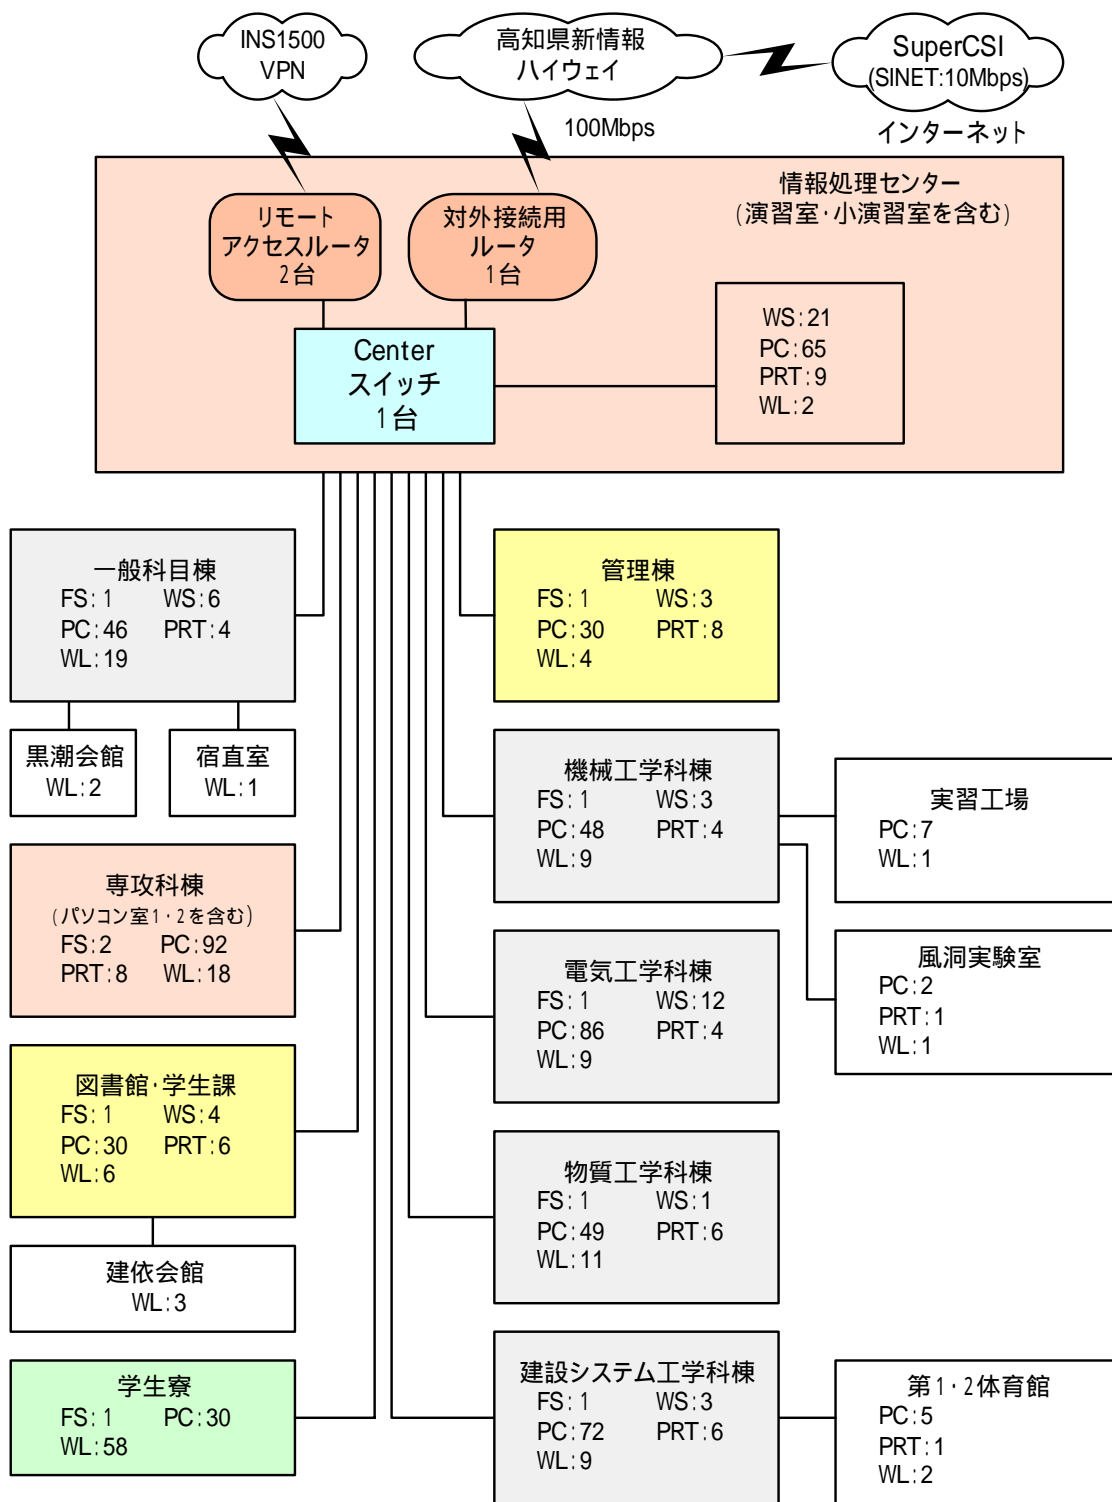 INS1500
VPN
高知県新情報
ハイウェイ
SuperCSI
(SINET:10Mbps)
インターネット
100Mbps
情報処理センター
(演習室・小演習室を含む)
リモート
アクセスルータ
2台
対外接続用
ルータ
1台
Center
スイッチ
1台
WS:21
PC:65
PRT:9
WL:2
一般科目棟
FS:1 WS:6
PC:46 PRT:4
WL:19
黒潮会館
WL:2
宿直室
WL:1
専攻科棟
(パソコン室1・2を含む)
FS:2 PC:92
PRT:8 WL:18
図書館・学生課
FS:1 WS:4
PC:30 PRT:6
WL:6
建依会館
WL:3
学生寮
FS:1 PC:30
WL:58
管理棟
FS:1 WS:3
PC:30 PRT:8
WL:4
機械工学科棟
FS:1 WS:3
PC:48 PRT:4
WL:9
実習工場
PC:7
WL:1
風洞実験室
PC:2
PRT:1
WL:1
電気工学科棟
FS:1 WS:12
PC:86 PRT:4
WL:9
物質工学科棟
FS:1 WS:1
PC:49 PRT:6
WL:11
建設システム工学科棟
FS:1 WS:3
PC:72 PRT:6
WL:9
第1・2体育館
PC:5
PRT:1
WL:2